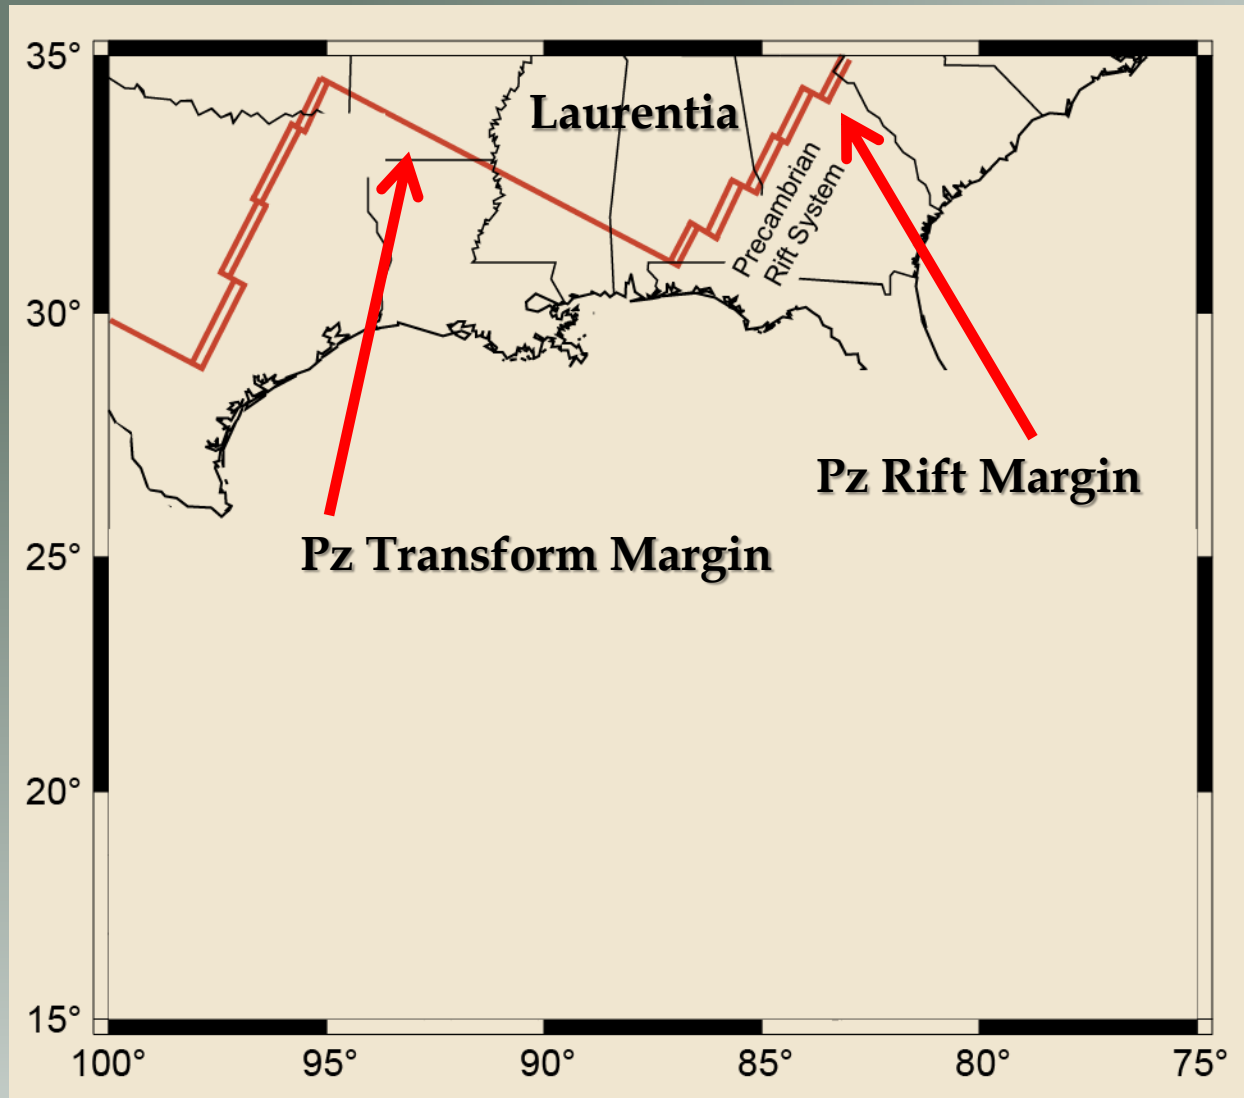 35°
Laurentia
Precambrian
Rift System
30°
Pz Rift Margin
Pz Transform Margin
25°
20°
15°
100°
95°
90°
85°
80°
75°